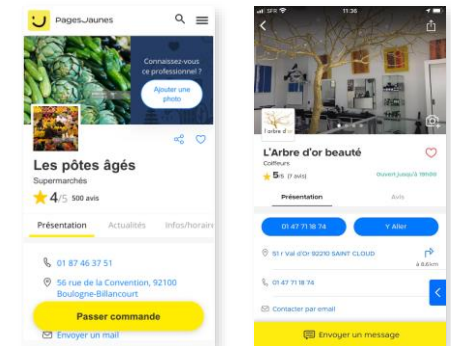 PagesJaunes
Connaissez-vous
ce professionnel ?
Ajouter une
photo
Les pôtes âgés
Supermarchés
4/5 500 avis
Présentation Actualités Infos/horaire
01 87 46 37 51
56 rue de la Convention, 92100
Boulogne-Billancourt
Passer commande
Envoyer un mail
SFR 11:36
l'arbre d'or
L'Arbre d'or beauté
Coiffeurs
5/5 (7 avis) Ouvert jusqu'à 19h00
Présentation Avis
01 47 71 18 74 Y Aller
51 r Val d'Or 92210 SAINT CLOUD
à 8.6km
01 47 71 18 74
Contacter par email
Envoyer un message